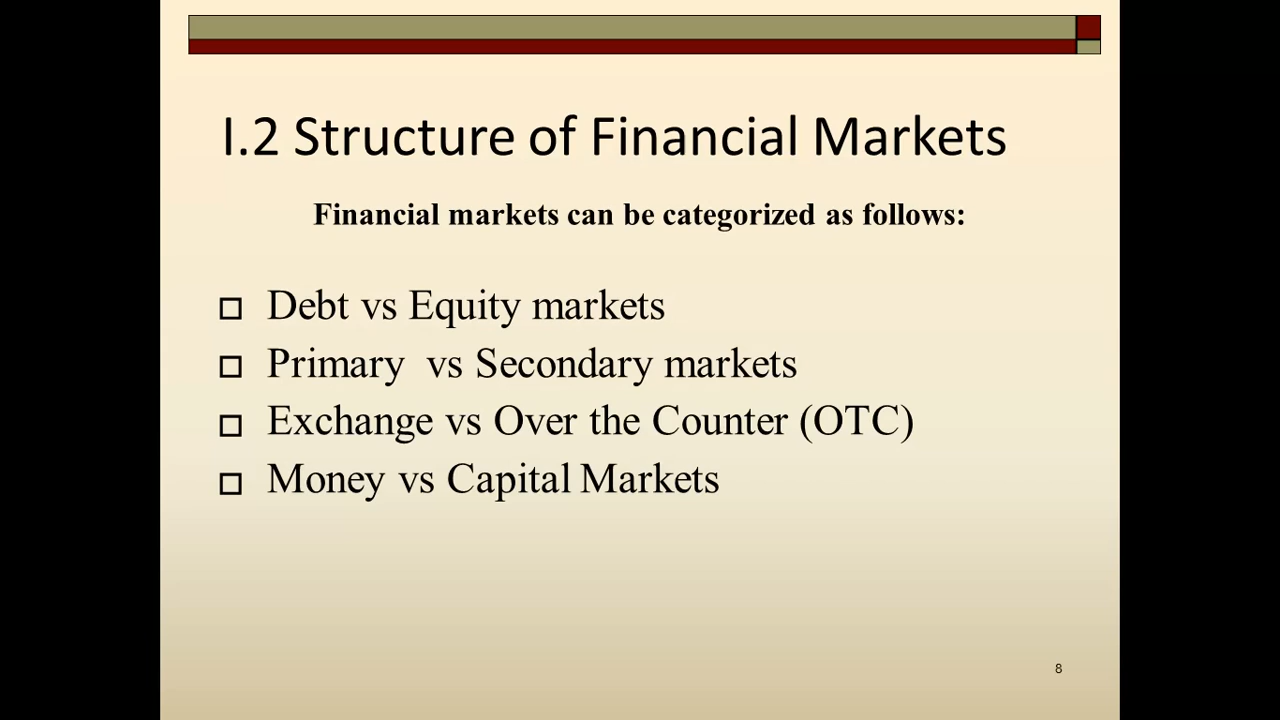 I.2 Structure of Financial Markets
Financial markets can be categorized as follows:
Debt vs Equity markets
Primary  vs Secondary markets
Exchange vs Over the Counter (OTC)
Money vs Capital Markets
8